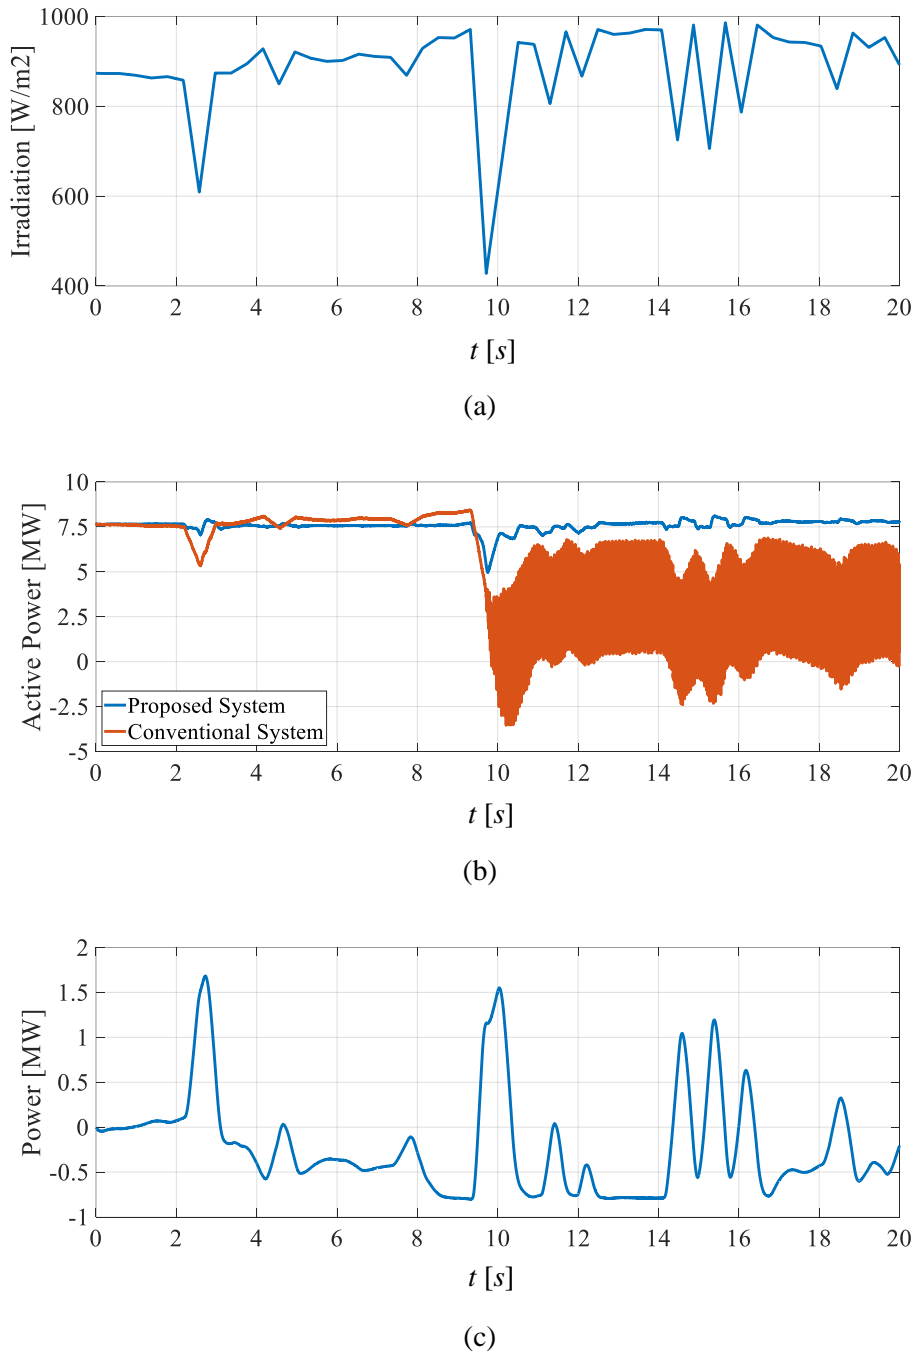 1000
800
600
400
Irradiation [W/m2]
0 2 4 6 8 10 12 14 16 18 20
t [s]
(a)
10
7.5
5
2.5
0
-2.5
-5
Active Power [MW]
Proposed System
Conventional System
0 2 4 6 8 10 12 14 16 18 20
t [s]
(b)
2
1.5
1
0.5
0
-0.5
-1
Power [MW]
0 2 4 6 8 10 12 14 16 18 20
t [s]
(c)